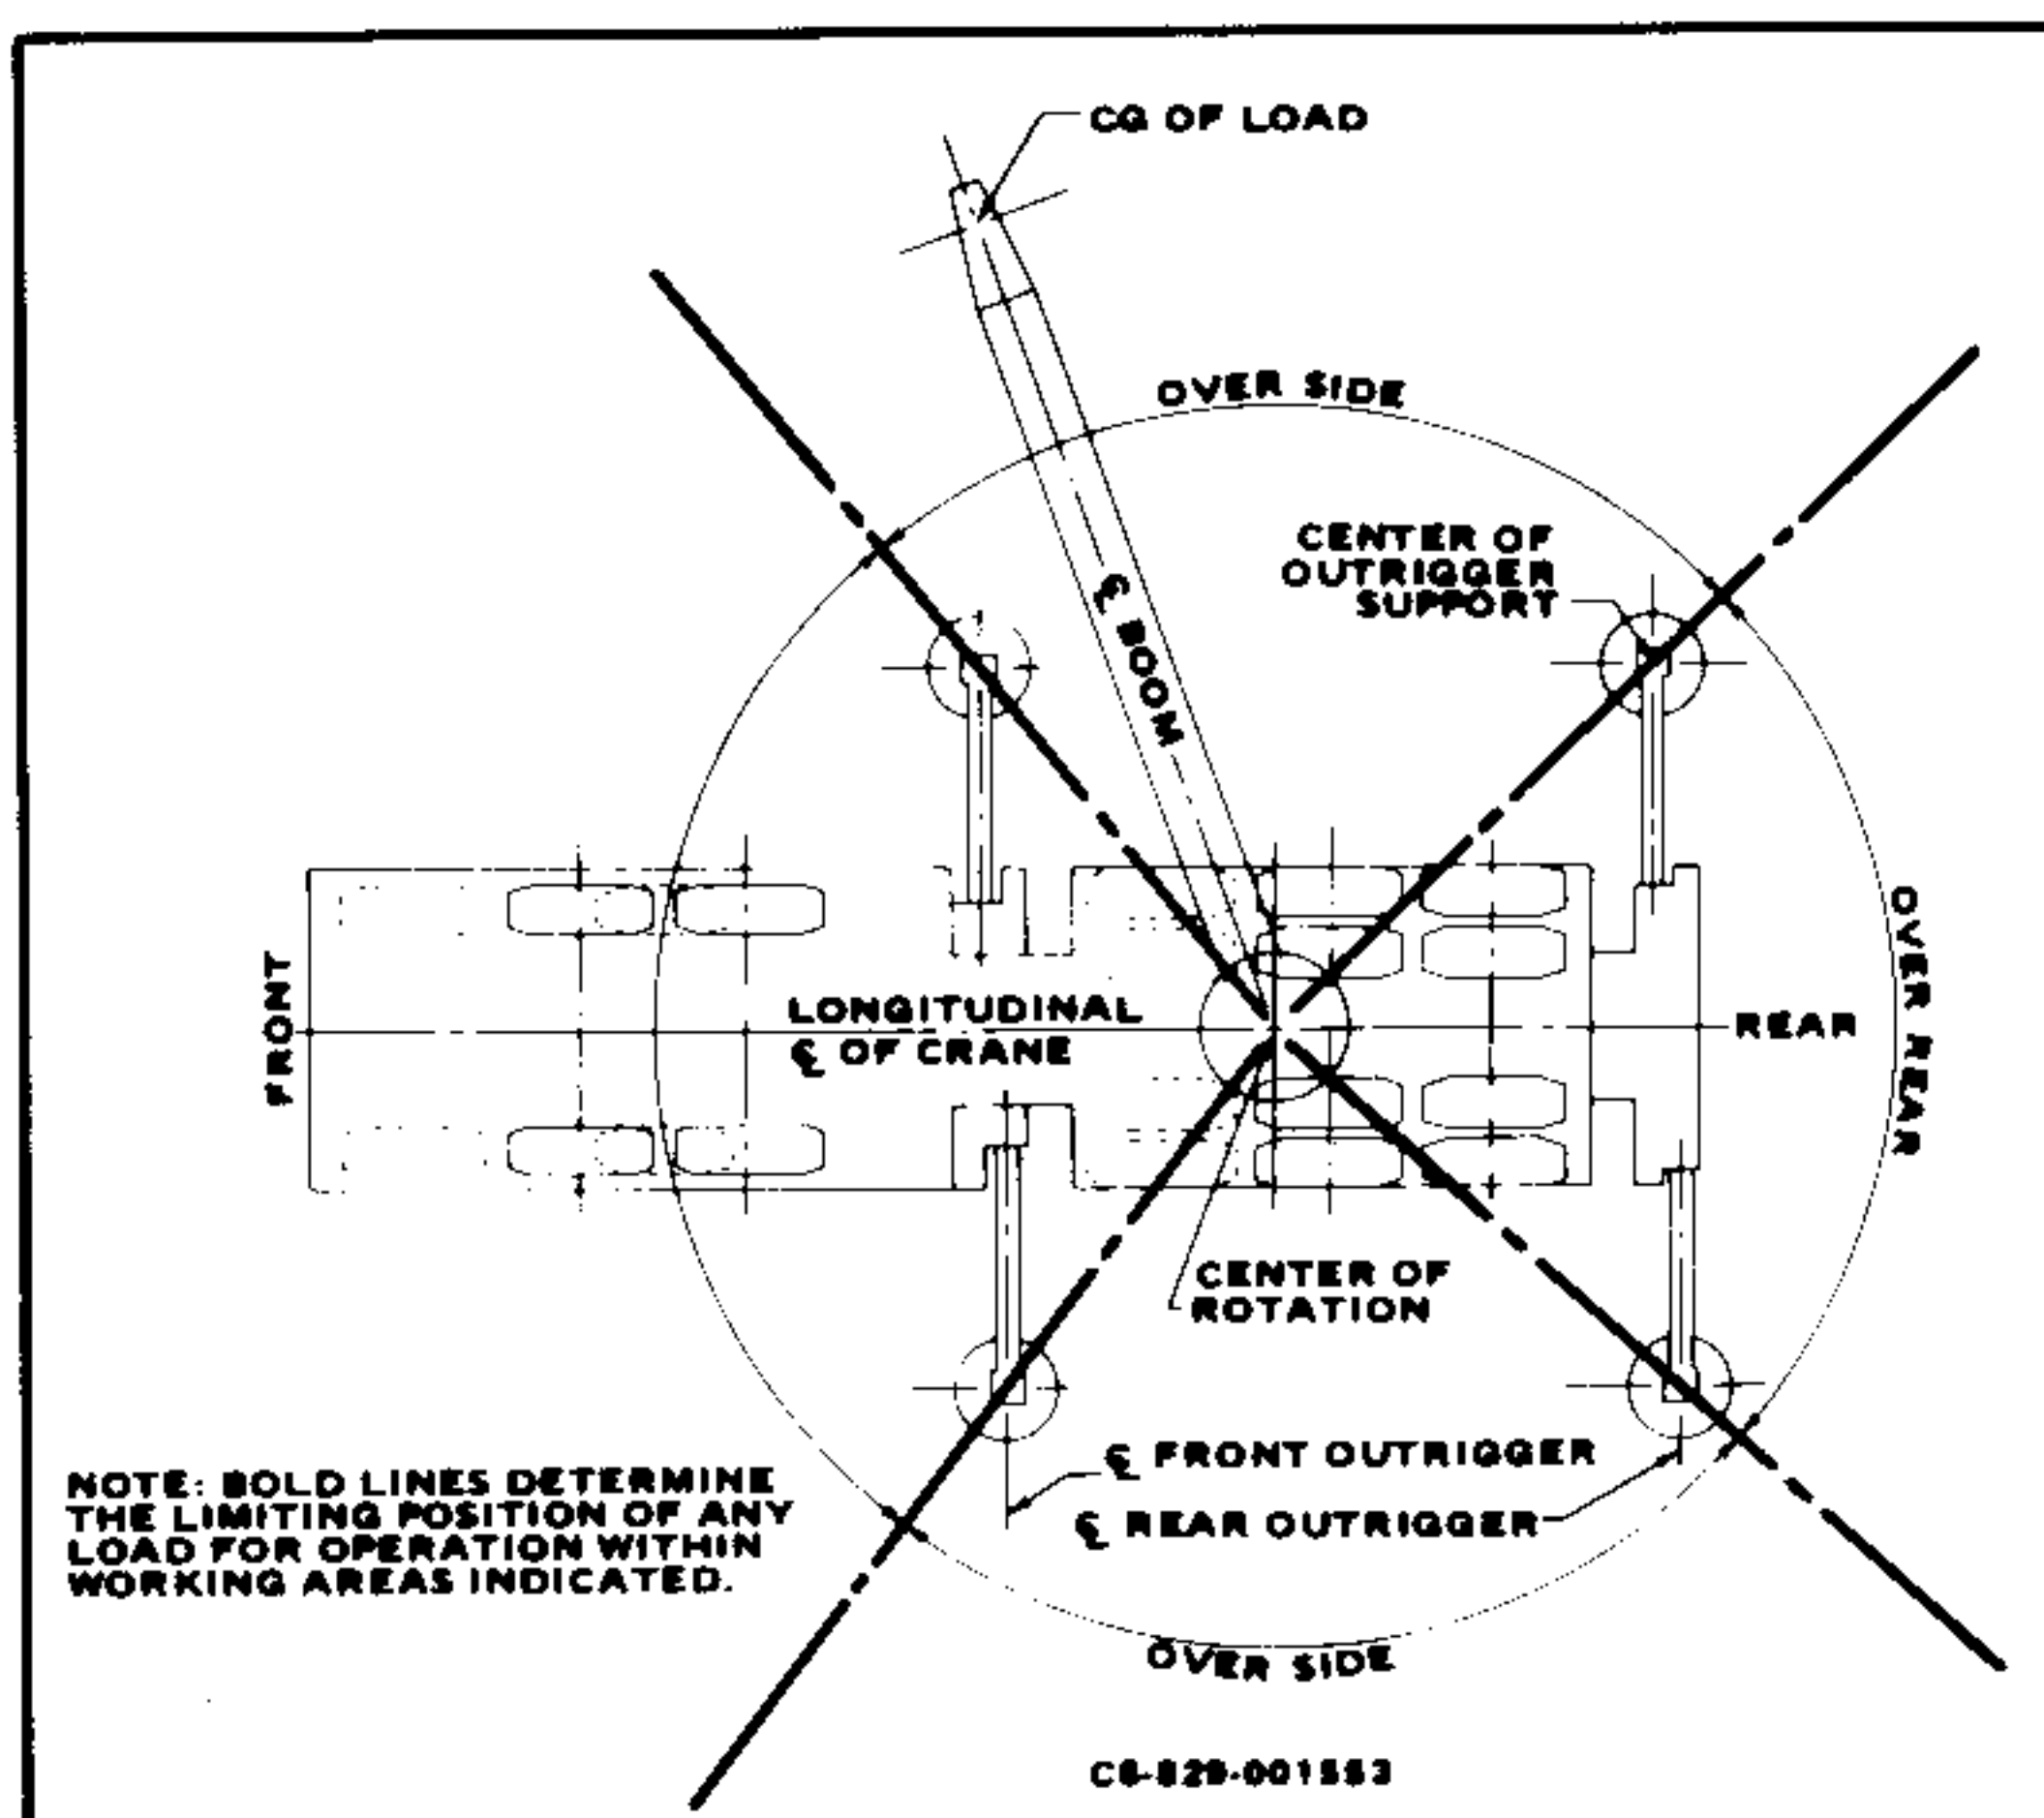 CG OF LOAD
OVER SIDE
CENTER OF
OUTRIGGER
SUPPORT
℄ BOOM
OVER REAR
FRONT
LONGITUDINAL
℄ OF CRANE
REAR
CENTER OF
ROTATION
℄ FRONT OUTRIGGER
℄ REAR OUTRIGGER
NOTE: BOLD LINES DETERMINE
THE LIMITING POSITION OF ANY
LOAD FOR OPERATION WITHIN
WORKING AREAS INDICATED.
OVER SIDE